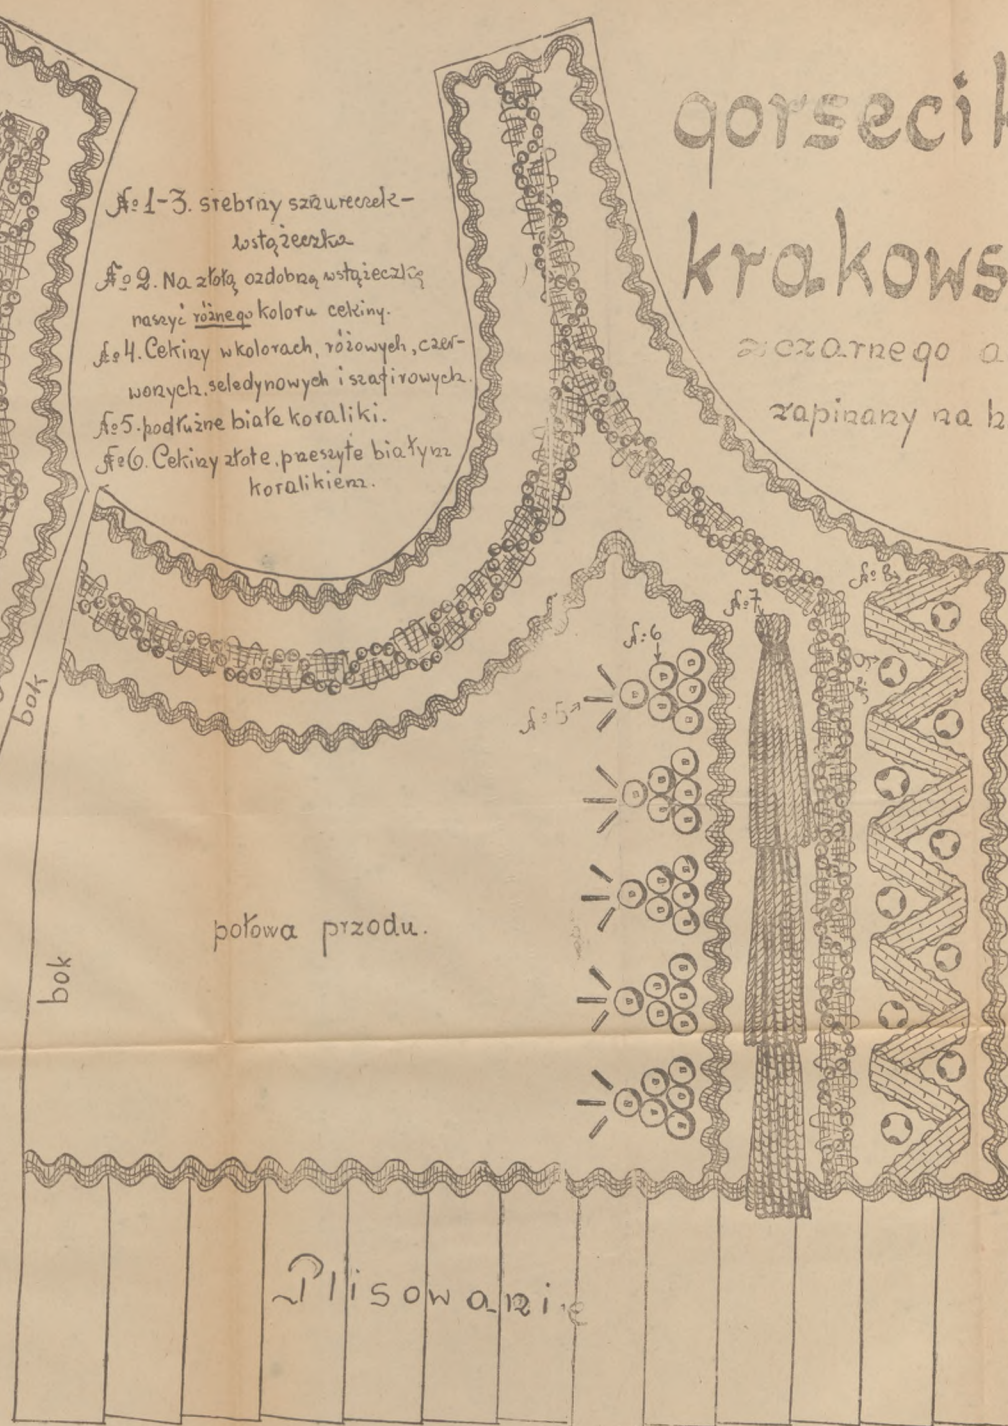 gorsecik
krakows
z czarnego a
zapinany na h
№ 1-3. srebrny sznureczek-
wstążeczka
№ 2. Na złotą ozdobną wstążeczkę
naszyć różnego koloru cekiny.
№ 4. Cekiny w kolorach, różowych, czer-
wonych, seledynowych i szafirowych.
№ 5. podłużne białe koraliki.
№ 6. Cekiny złote, przeszyte białym
koralikiem.
№ 8
№ 7
№ 6
№ 5
bok
bok
połowa przodu.
Plisowanie